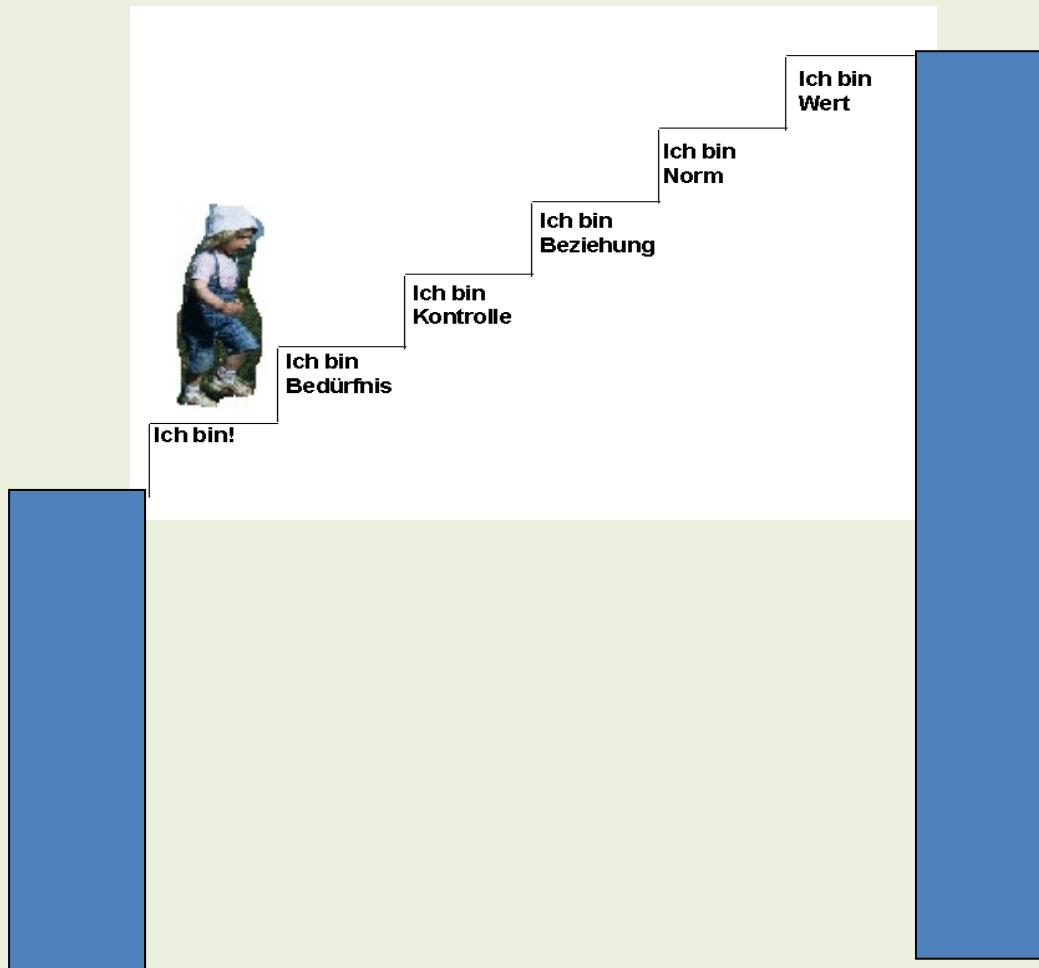 Ich bin
Wert
Ich bin
Norm
Ich bin
Beziehung
Ich bin
Kontrolle
Ich bin
Bedürfnis
Ich bin!